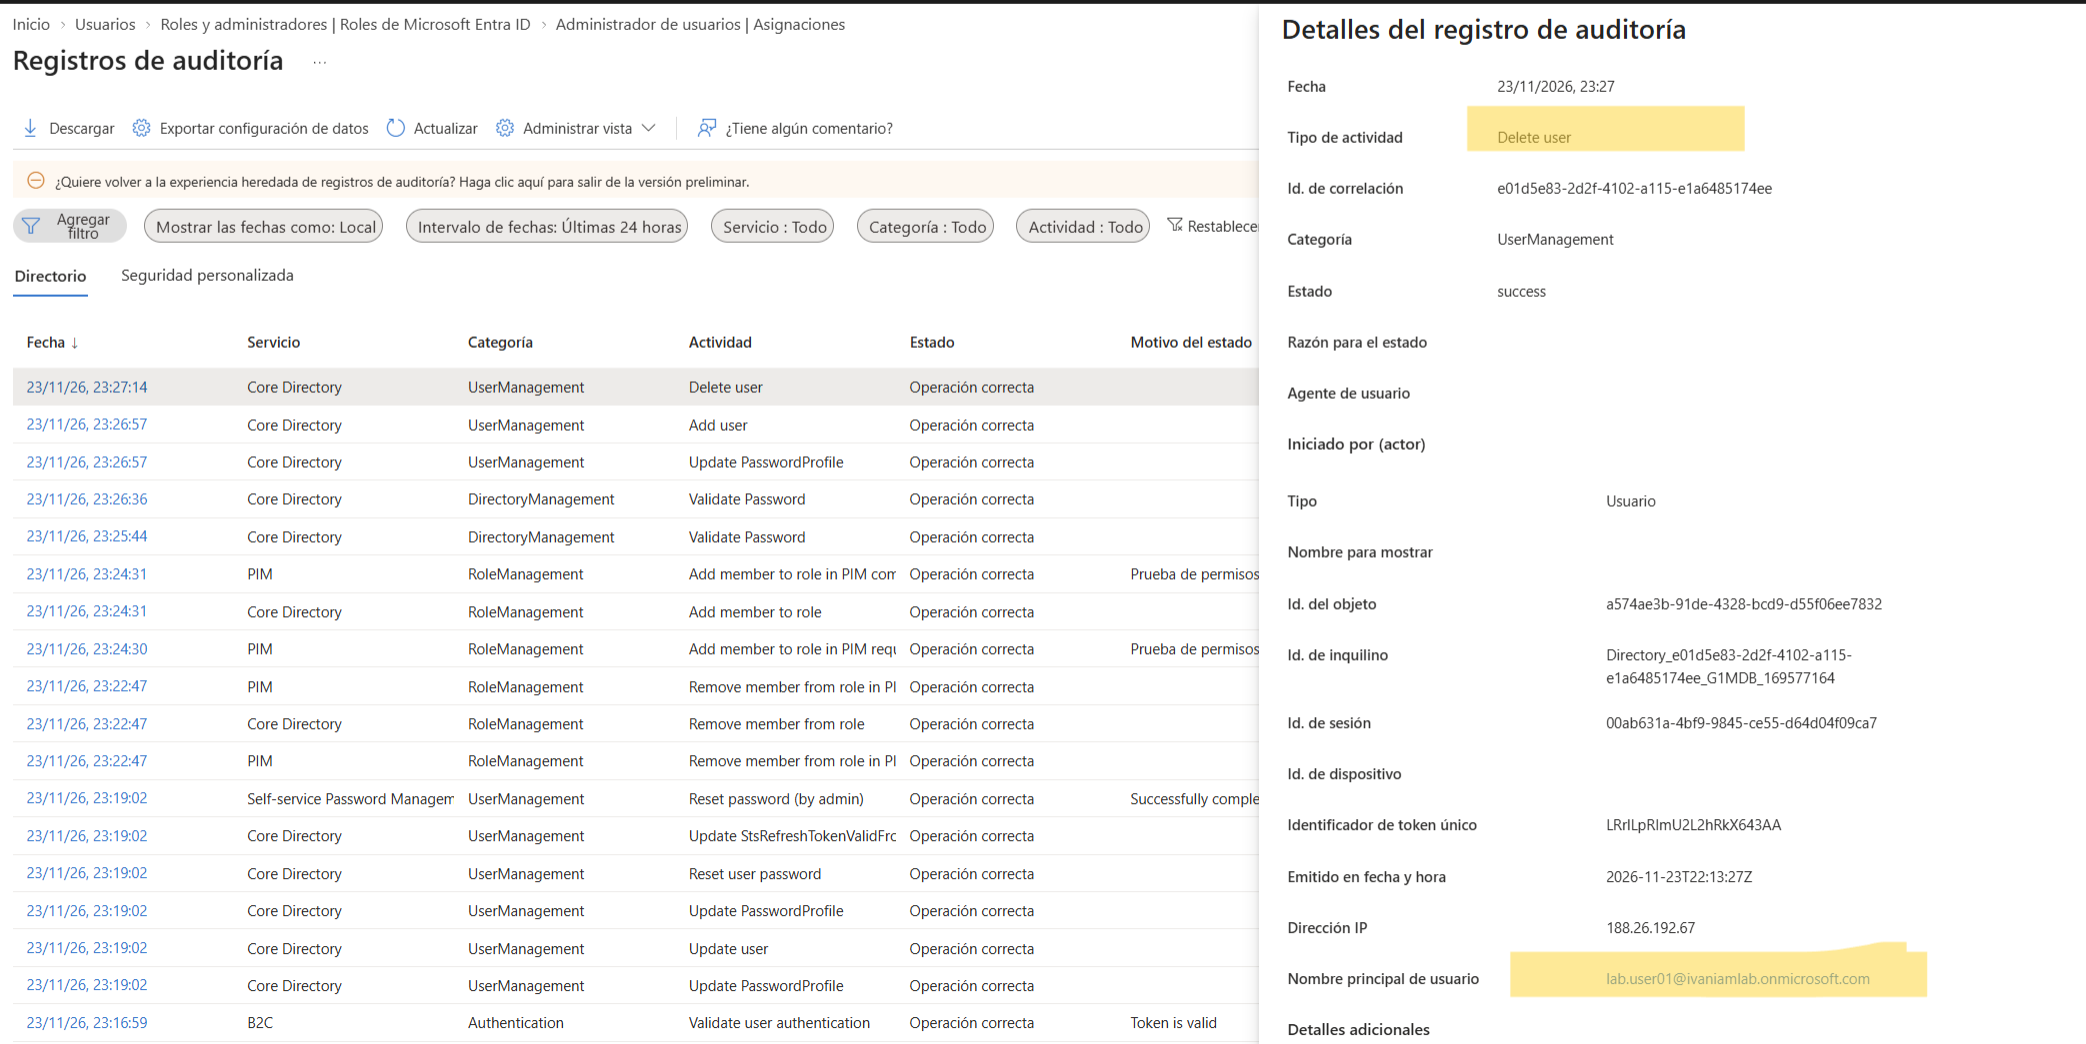 Inicio > Usuarios > Roles y administradores | Roles de Microsoft Entra ID > Administrador de usuarios | Asignaciones
Registros de auditoría ...
Descargar Exportar configuración de datos Actualizar Administrar vista ¿Tiene algún comentario?
¿Quiere volver a la experiencia heredada de registros de auditoría? Haga clic aquí para salir de la versión preliminar.
Agregar filtro Mostrar las fechas como: Local Intervalo de fechas: Últimas 24 horas Servicio : Todo Categoría : Todo Actividad : Todo Restablece
Directorio Seguridad personalizada
Fecha ↓ Servicio Categoría Actividad Estado Motivo del estado
23/11/26, 23:27:14 Core Directory UserManagement Delete user Operación correcta
23/11/26, 23:26:57 Core Directory UserManagement Add user Operación correcta
23/11/26, 23:26:57 Core Directory UserManagement Update PasswordProfile Operación correcta
23/11/26, 23:26:36 Core Directory DirectoryManagement Validate Password Operación correcta
23/11/26, 23:25:44 Core Directory DirectoryManagement Validate Password Operación correcta
23/11/26, 23:24:31 PIM RoleManagement Add member to role in PIM com Operación correcta Prueba de permisos
23/11/26, 23:24:31 Core Directory RoleManagement Add member to role Operación correcta
23/11/26, 23:24:30 PIM RoleManagement Add member to role in PIM requ Operación correcta Prueba de permisos
23/11/26, 23:22:47 PIM RoleManagement Remove member from role in PI Operación correcta
23/11/26, 23:22:47 Core Directory RoleManagement Remove member from role Operación correcta
23/11/26, 23:22:47 PIM RoleManagement Remove member from role in PI Operación correcta
23/11/26, 23:19:02 Self-service Password Managem UserManagement Reset password (by admin) Operación correcta Successfully comple
23/11/26, 23:19:02 Core Directory UserManagement Update StsRefreshTokenValidFrc Operación correcta
23/11/26, 23:19:02 Core Directory UserManagement Reset user password Operación correcta
23/11/26, 23:19:02 Core Directory UserManagement Update PasswordProfile Operación correcta
23/11/26, 23:19:02 Core Directory UserManagement Update user Operación correcta
23/11/26, 23:19:02 Core Directory UserManagement Update PasswordProfile Operación correcta
23/11/26, 23:16:59 B2C Authentication Validate user authentication Operación correcta Token is valid
Detalles del registro de auditoría
Fecha 23/11/2026, 23:27
Tipo de actividad Delete user
Id. de correlación e01d5e83-2d2f-4102-a115-e1a6485174ee
Categoría UserManagement
Estado success
Razón para el estado
Agente de usuario
Iniciado por (actor)
Tipo Usuario
Nombre para mostrar
Id. del objeto a574ae3b-91de-4328-bcd9-d55f06ee7832
Id. de inquilino Directory_e01d5e83-2d2f-4102-a115-
e1a6485174ee_G1MDB_169577164
Id. de sesión 00ab631a-4bf9-9845-ce55-d64d04f09ca7
Id. de dispositivo
Identificador de token único LRrILpRImU2L2hRkX643AA
Emitido en fecha y hora 2026-11-23T22:13:27Z
Dirección IP 188.26.192.67
Nombre principal de usuario lab.user01@ivaniamlab.onmicrosoft.com
Detalles adicionales